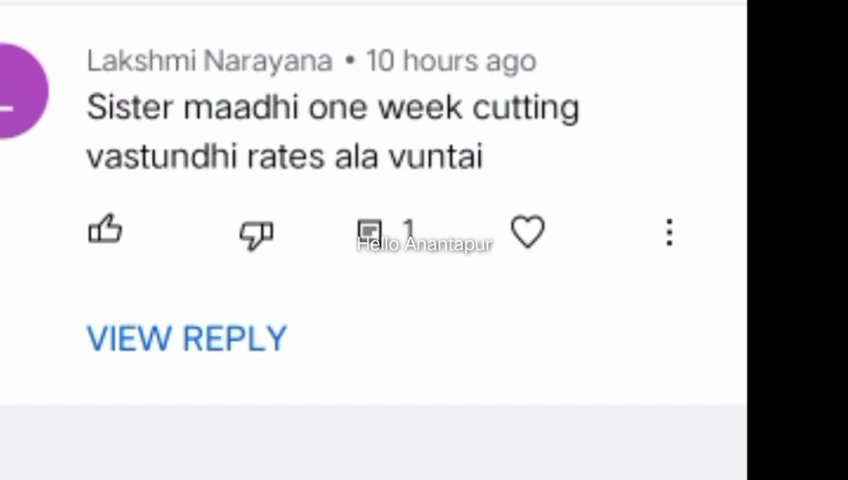 Lakshmi Narayana • 10 hours ago
Sister maadhi one week cutting
vastundhi rates ala vuntai
1
Hello Anantapur
VIEW REPLY